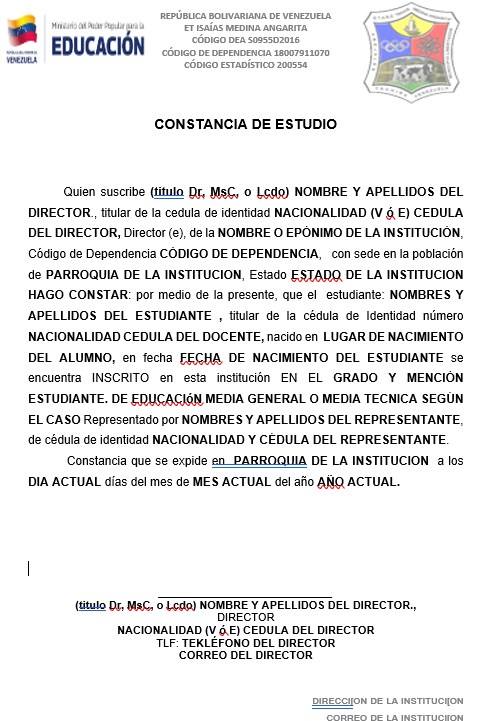 REPÚBLICA BOLIVARIANA DE VENEZUELA
Ministerio del Poder Popular para la
EDUCACIÓN
VENEZUELA
ET ISAÍAS MEDINA ANGARITA
CÓDIGO DEA S0955D2016
CÓDIGO DE DEPENDENCIA 18007911070
CÓDIGO ESTADÍSTICO 200554
CONSTANCIA DE ESTUDIO
Quien suscribe (titulo Dr, MsC, o Lcdo) NOMBRE Y APELLIDOS DEL
DIRECTOR., titular de la cedula de identidad NACIONALIDAD (V ó E) CEDULA
DEL DIRECTOR, Director (e), de la NOMBRE O EPÓNIMO DE LA INSTITUCIÓN,
Código de Dependencia CÓDIGO DE DEPENDENCIA, con sede en la población
de PARROQUIA DE LA INSTITUCION, Estado ESTADO DE LA INSTITUCION
HAGO CONSTAR: por medio de la presente, que el estudiante: NOMBRES Y
APELLIDOS DEL ESTUDIANTE , titular de la cédula de Identidad número
NACIONALIDAD CEDULA DEL DOCENTE, nacido en LUGAR DE NACIMIENTO
DEL ALUMNO, en fecha FECHA DE NACIMIENTO DEL ESTUDIANTE se
encuentra INSCRITO en esta institución EN EL GRADO Y MENCIÓN
ESTUDIANTE. DE EDUCACIóN MEDIA GENERAL O MEDIA TECNICA SEGÚN
EL CASO Representado por NOMBRES Y APELLIDOS DEL REPRESENTANTE,
de cédula de identidad NACIONALIDAD Y CÉDULA DEL REPRESENTANTE.
Constancia que se expide en PARROQUIA DE LA INSTITUCION a los
DIA ACTUAL días del mes de MES ACTUAL del año AÑO ACTUAL.
(titulo Dr, MsC, o Lcdo) NOMBRE Y APELLIDOS DEL DIRECTOR.,
DIRECTOR
NACIONALIDAD (V ó E) CEDULA DEL DIRECTOR
TLF: TEKLÉFONO DEL DIRECTOR
CORREO DEL DIRECTOR
DIRECCIION DE LA INSTITUCIION
CORREO DE LA INSTITUCIION